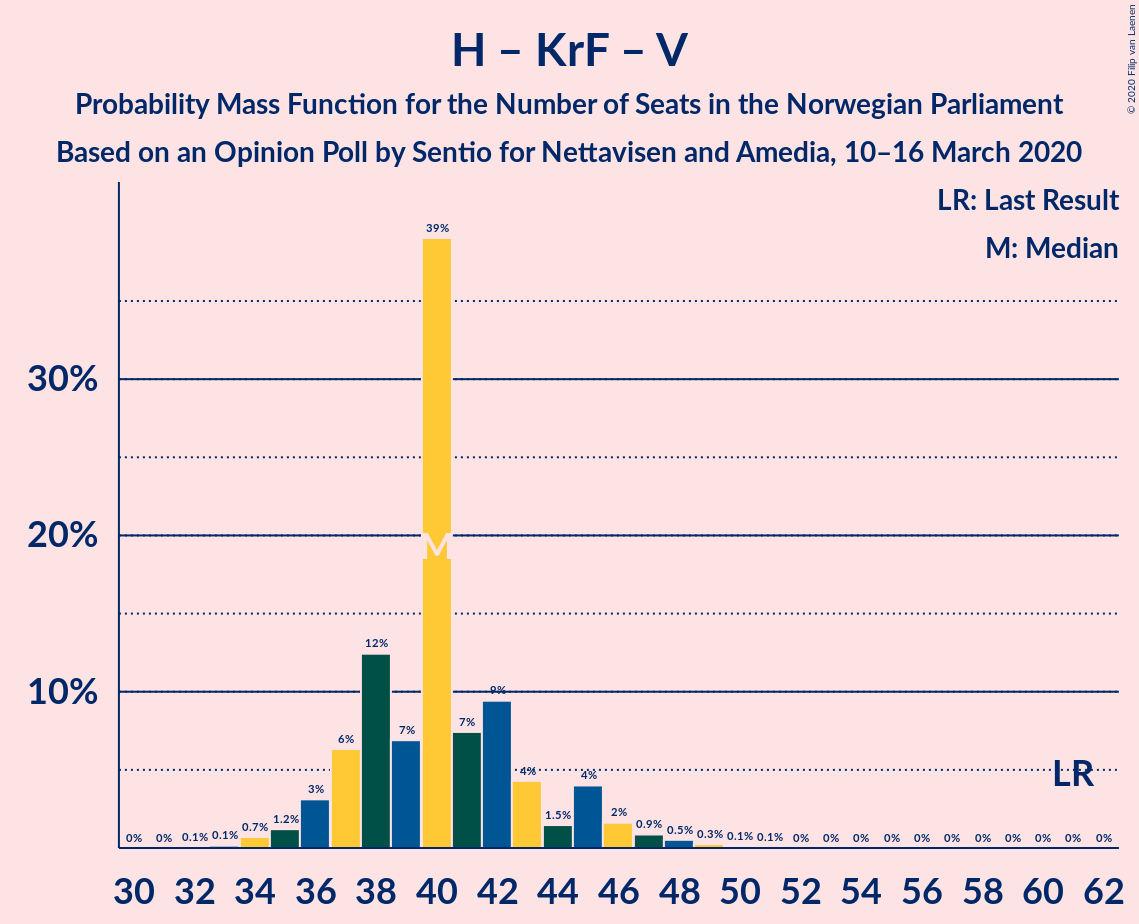 H – KrF – V
Probability Mass Function for the Number of Seats in the Norwegian Parliament
Based on an Opinion Poll by Sentio for Nettavisen and Amedia, 10–16 March 2020
© 2020 Filip van Laenen
LR: Last Result
M: Median
30%
20%
10%
0% 0% 0.1% 0.1% 0.7% 1.2% 3% 6% 12% 7% 39% 7% 9% 4% 1.5% 4% 2% 0.9% 0.5% 0.3% 0.1% 0.1% 0% 0% 0% 0% 0% 0% 0% 0% 0% 0% 0%
M
LR
30 32 34 36 38 40 42 44 46 48 50 52 54 56 58 60 62